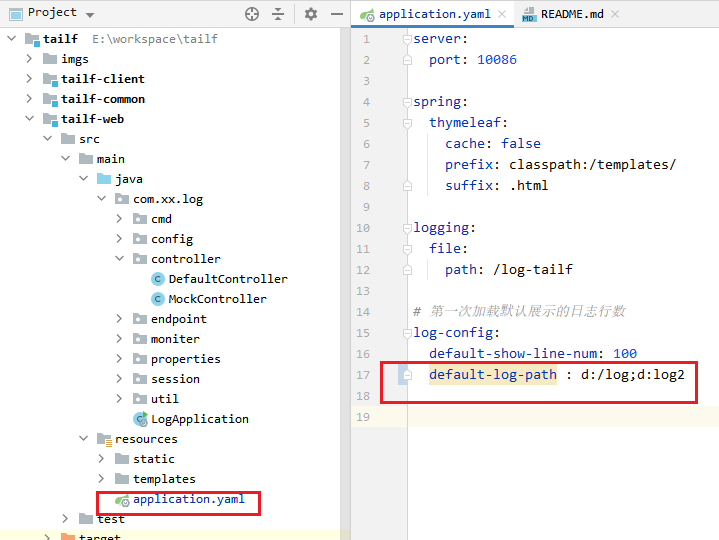 Project
tailf E:\workspace\tailf
imgs
tailf-client
tailf-common
tailf-web
src
main
java
com.xx.log
cmd
config
controller
DefaultController
MockController
endpoint
moniter
properties
session
util
LogApplication
resources
static
templates
application.yaml
test
target
application.yaml
README.md
1 server:
2 port: 10086
3
4 spring:
5 thymeleaf:
6 cache: false
7 prefix: classpath:/templates/
8 suffix: .html
9
10 logging:
11 file:
12 path: /log-tailf
13
14 # 第一次加载默认展示的日志行数
15 log-config:
16 default-show-line-num: 100
17 default-log-path : d:/log;d:log2
18
19